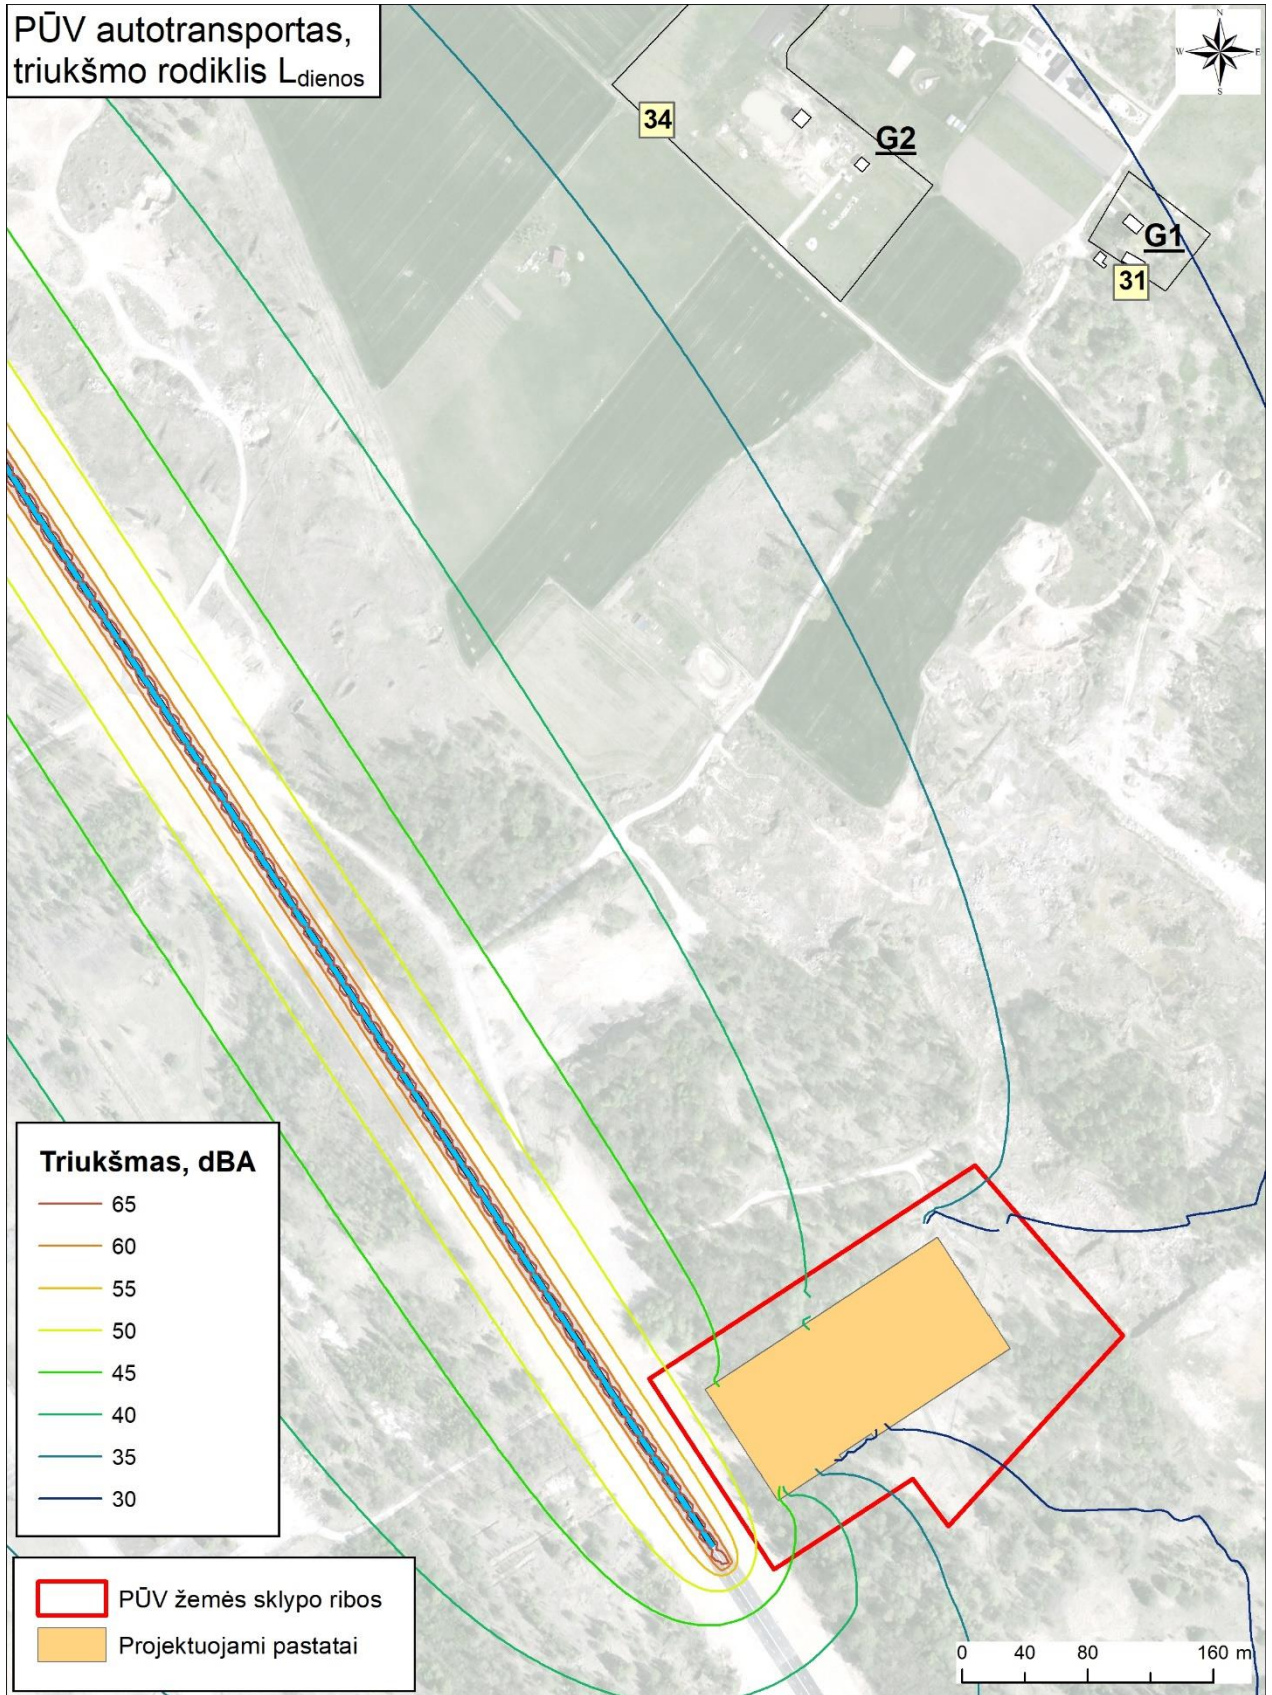 PŪV autotransportas,
triukšmo rodiklis Ldienos
N
W E
S
34
G2
G1
31
Triukšmas, dBA
65
60
55
50
45
40
35
30
PŪV žemės sklypo ribos
Projektuojami pastatai
0 40 80 160 m